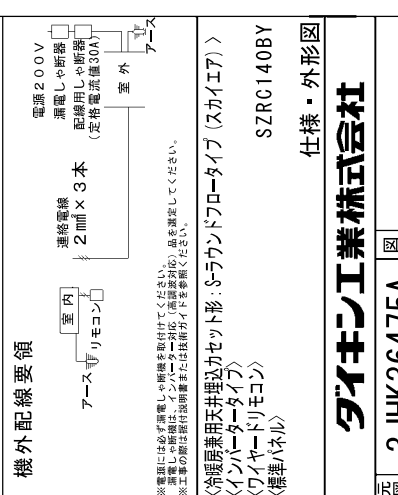 機外配線要領
電源200V
漏電しゃ断器
配線用しゃ断器
(定格電流値30A)
連絡電線
2㎟×3本
室内
室外
アース
リモコン
アース
※電源には必ず漏電しゃ断機を取付けてください。
漏電しゃ断機は、インバーター対応(高調波対応)品を選定してください。
※工事の際は据付説明書または技術ガイドを参照ください。
〈冷暖房兼用天井埋込カセット形:S-ラウンドフロータイプ(スカイエア)〉
〈インバータータイプ〉
〈ワイヤードリモコン〉
〈標準パネル〉
SZRC140BY
仕様・外形図
ダイキン工業株式会社
図